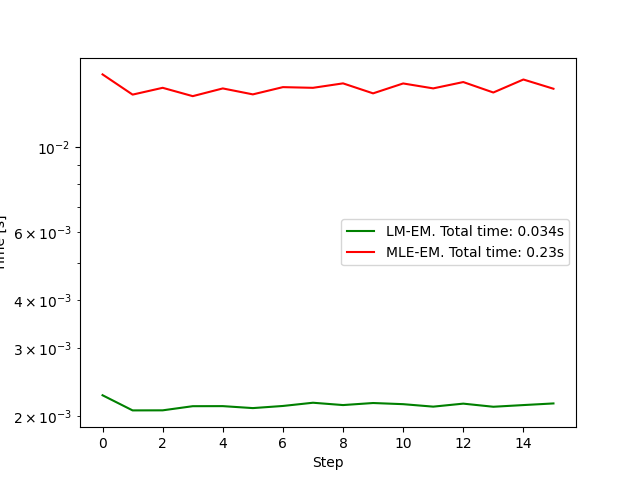 10⁻²
6 × 10⁻³
4 × 10⁻³
3 × 10⁻³
2 × 10⁻³
Time [s]
LM-EM. Total time: 0.034s
MLE-EM. Total time: 0.23s
0 2 4 6 8 10 12 14
Step